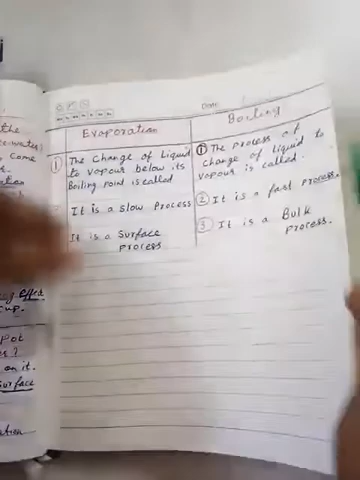 the
water)
come
effect
cup.
pot
on it.
Surface
Date
Evaporation
Boiling
① The change of Liquid
to vapour below its
Boiling Point is called
It is a slow Process
It is a Surface
Process
① The process of
change of liquid to
vapour is called.
② It is a fast process.
③ It is a Bulk
process.